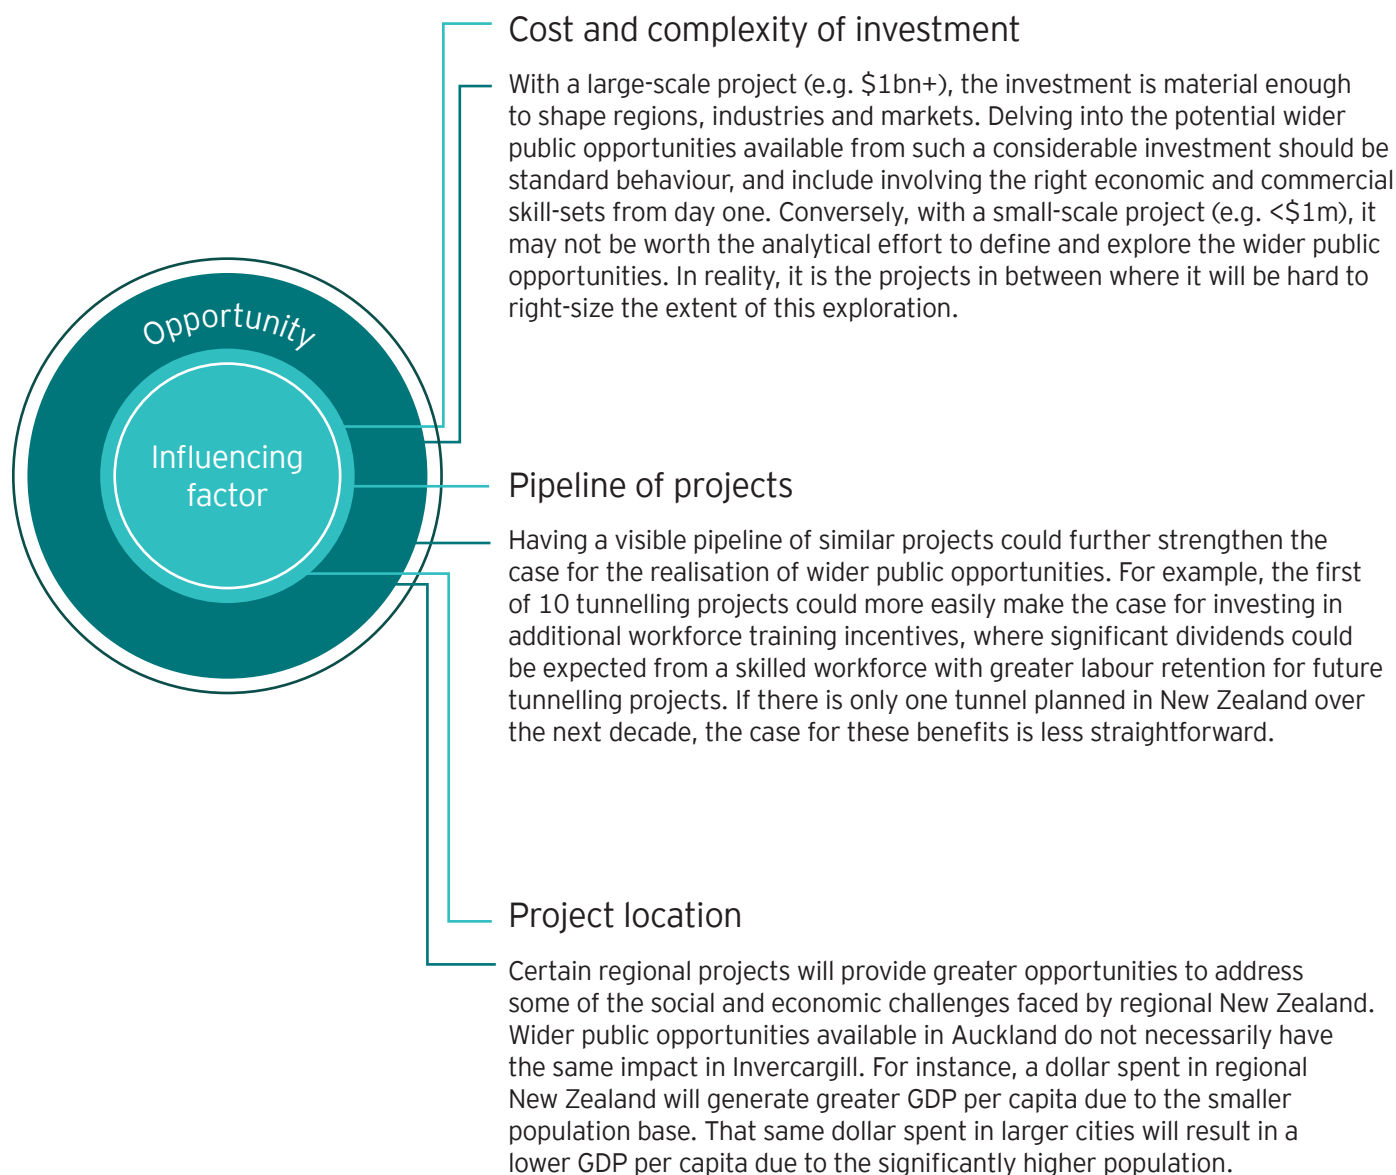 Cost and complexity of investment
With a large-scale project (e.g. $1bn+), the investment is material enough
to shape regions, industries and markets. Delving into the potential wider
public opportunities available from such a considerable investment should be
standard behaviour, and include involving the right economic and commercial
skill-sets from day one. Conversely, with a small-scale project (e.g. <$1m), it
may not be worth the analytical effort to define and explore the wider public
opportunities. In reality, it is the projects in between where it will be hard to
right-size the extent of this exploration.
Opportunity
Influencing
factor
Pipeline of projects
Having a visible pipeline of similar projects could further strengthen the
case for the realisation of wider public opportunities. For example, the first
of 10 tunnelling projects could more easily make the case for investing in
additional workforce training incentives, where significant dividends could
be expected from a skilled workforce with greater labour retention for future
tunnelling projects. If there is only one tunnel planned in New Zealand over
the next decade, the case for these benefits is less straightforward.
Project location
Certain regional projects will provide greater opportunities to address
some of the social and economic challenges faced by regional New Zealand.
Wider public opportunities available in Auckland do not necessarily have
the same impact in Invercargill. For instance, a dollar spent in regional
New Zealand will generate greater GDP per capita due to the smaller
population base. That same dollar spent in larger cities will result in a
lower GDP per capita due to the significantly higher population.